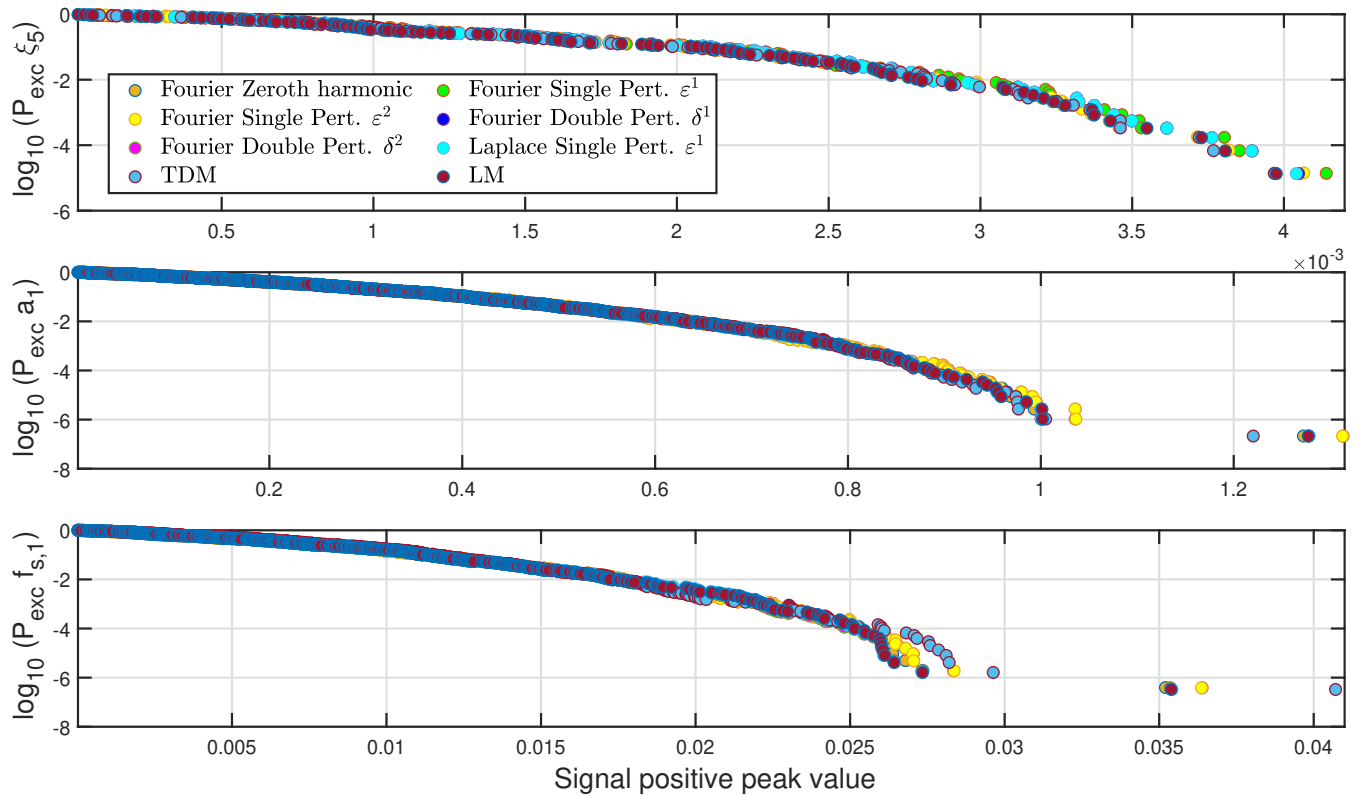 log₁₀ (P_exc ξ₅)
0
-2
-4
-6
Fourier Zeroth harmonic
Fourier Single Pert. ε¹
Fourier Single Pert. ε²
Fourier Double Pert. δ¹
Fourier Double Pert. δ²
Laplace Single Pert. ε¹
TDM
LM
0.5 1 1.5 2 2.5 3 3.5 4
×10⁻³
log₁₀ (P_exc a₁)
0
-2
-4
-6
-8
0.2 0.4 0.6 0.8 1 1.2
log₁₀ (P_exc f_s,1)
0
-2
-4
-6
-8
0.005 0.01 0.015 0.02 0.025 0.03 0.035 0.04
Signal positive peak value